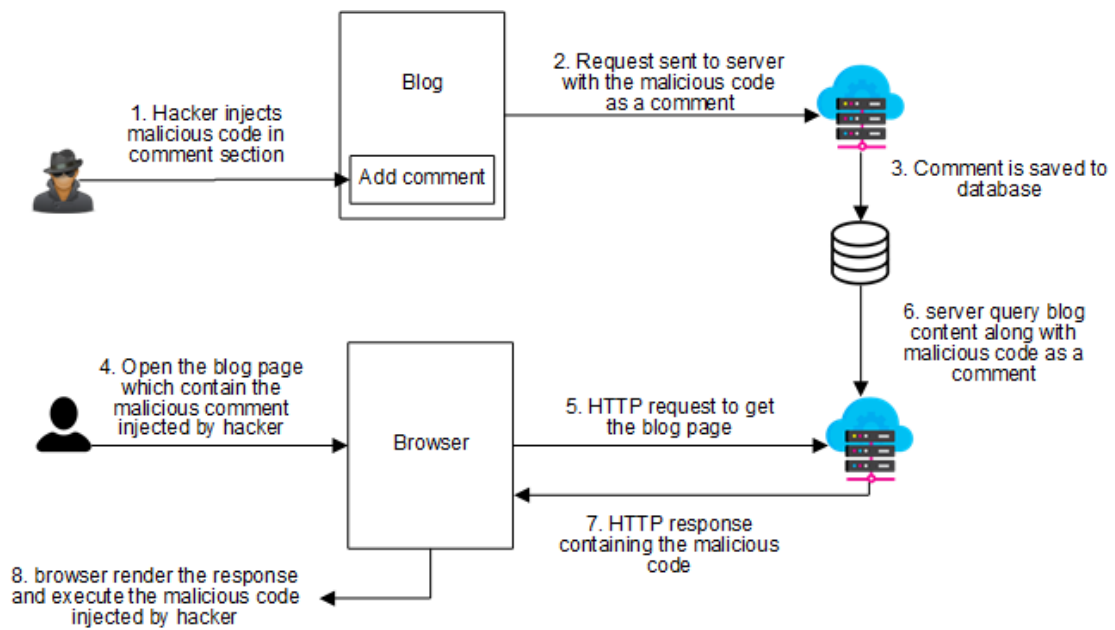 Blog
Add comment
1. Hacker injects
malicious code in
comment section
2. Request sent to server
with the malicious code
as a comment
3. Comment is saved to
database
4. Open the blog page
which contain the
malicious comment
injected by hacker
Browser
5. HTTP request to get
the blog page
6. server query blog
content along with
malicious code as a
comment
7. HTTP response
containing the malicious
code
8. browser render the response
and execute the malicious code
injected by hacker